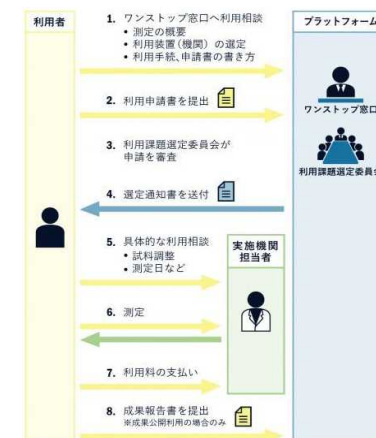 利用者
1. ワンストップ窓口へ利用相談
• 測定の概要
• 利用装置(機関)の選定
• 利用手続、申請書の書き方
プラットフォーム
2. 利用申請書を提出
ワンストップ窓口
3. 利用課題選定委員会が
申請を審査
利用課題選定委員会
4. 選定通知書を送付
5. 具体的な利用相談
• 試料調整
• 測定日など
実施機関
担当者
6. 測定
7. 利用料の支払い
8. 成果報告書を提出
※成果公開利用の場合のみ